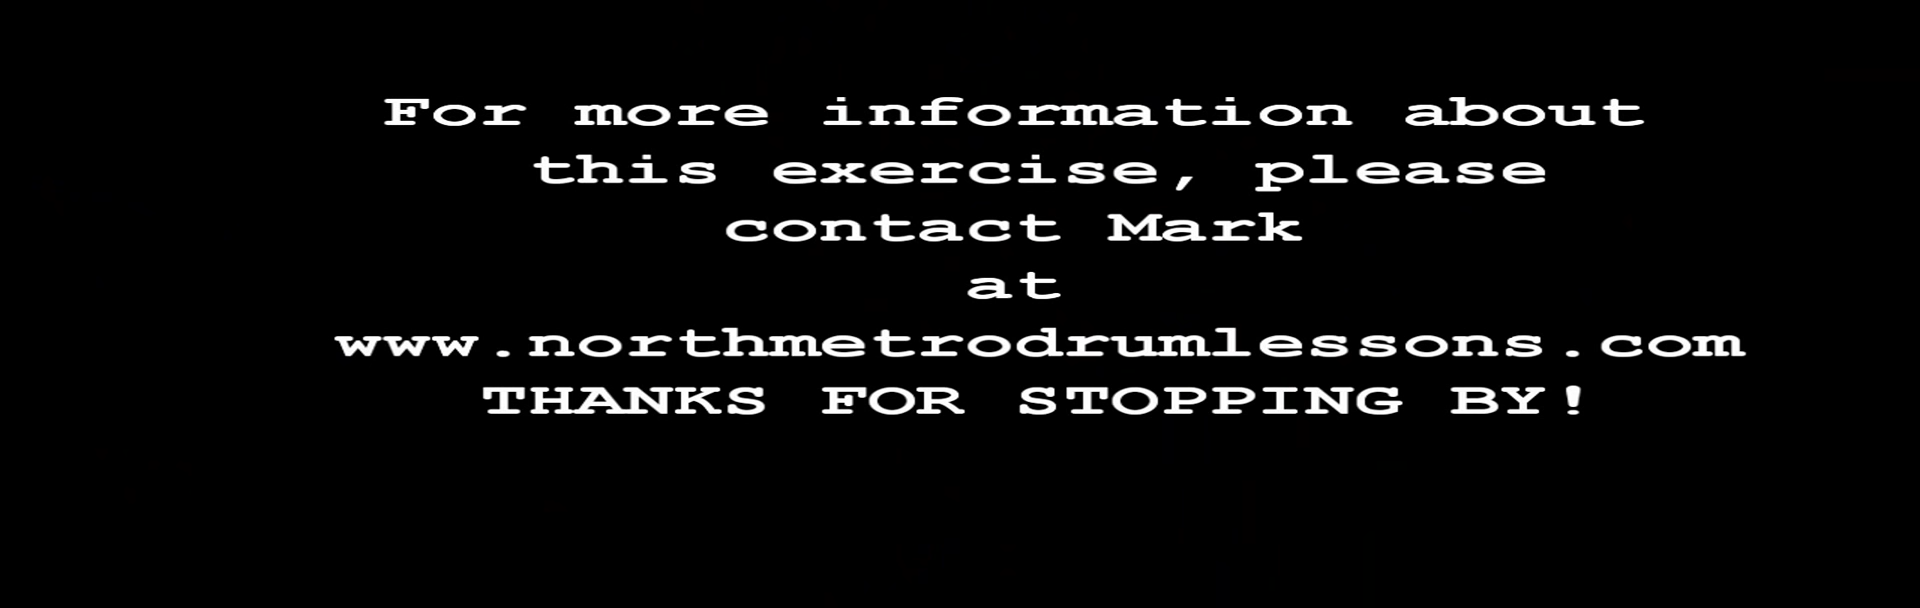 For more information about
this exercise, please
contact Mark
at
www.northmetrodrumlessons.com
THANKS FOR STOPPING BY!